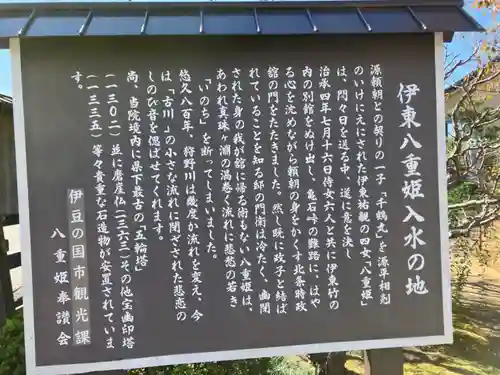 伊東八重姫入水の地
源頼朝との契りの一子「千鶴丸」を源平相剋
のいけにえにされた伊東祐親の四女、「八重姫」
は、悶々日を送る中、遂に意を決し
治承四年七月十六日侍女六人と共に伊東竹の
内の別館をぬけ出し、亀石峠の難路に、はや
る心を沈めながら頼朝の身をかくす北条時政
館の門をたたきました。然し既に政子と結ば
れていることを知る邸の門衛は冷たく、幽閉
された身の我が館に帰る術もない八重姫は、
あわれ真珠ヶ淵の渦巻く流れに悲愁の若き
「いのち」を断ってしまいました。
悠久八百年、狩野川は幾度か流れを変え、今
は「古川」の小さな流れに閉ざされた悲恋の
しのび音を偲ばせてくれます。
尚、当院境内に県下最古の「五輪塔」
(一三〇二)並に磨崖仏(一三六三)その他宝篋印塔
(一三三五)等々貴重な石造物が安置されていま
す。
伊豆の国市観光課
八重姫奉讃会